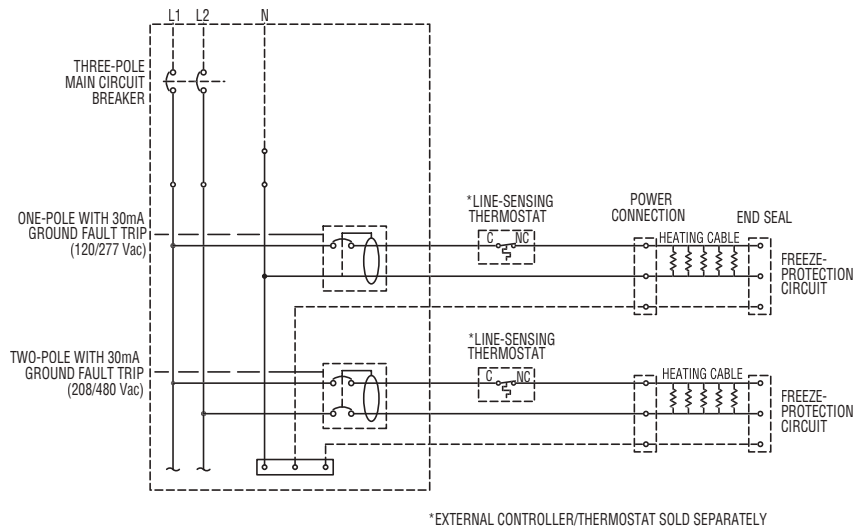 L1 L2 N
THREE-POLE
MAIN CIRCUIT
BREAKER
ONE-POLE WITH 30mA
GROUND FAULT TRIP
(120/277 Vac)
*LINE-SENSING
THERMOSTAT
C NC
POWER
CONNECTION
HEATING CABLE
END SEAL
FREEZE-
PROTECTION
CIRCUIT
TWO-POLE WITH 30mA
GROUND FAULT TRIP
(208/480 Vac)
*LINE-SENSING
THERMOSTAT
C NC
HEATING CABLE
FREEZE-
PROTECTION
CIRCUIT
*EXTERNAL CONTROLLER/THERMOSTAT SOLD SEPARATELY